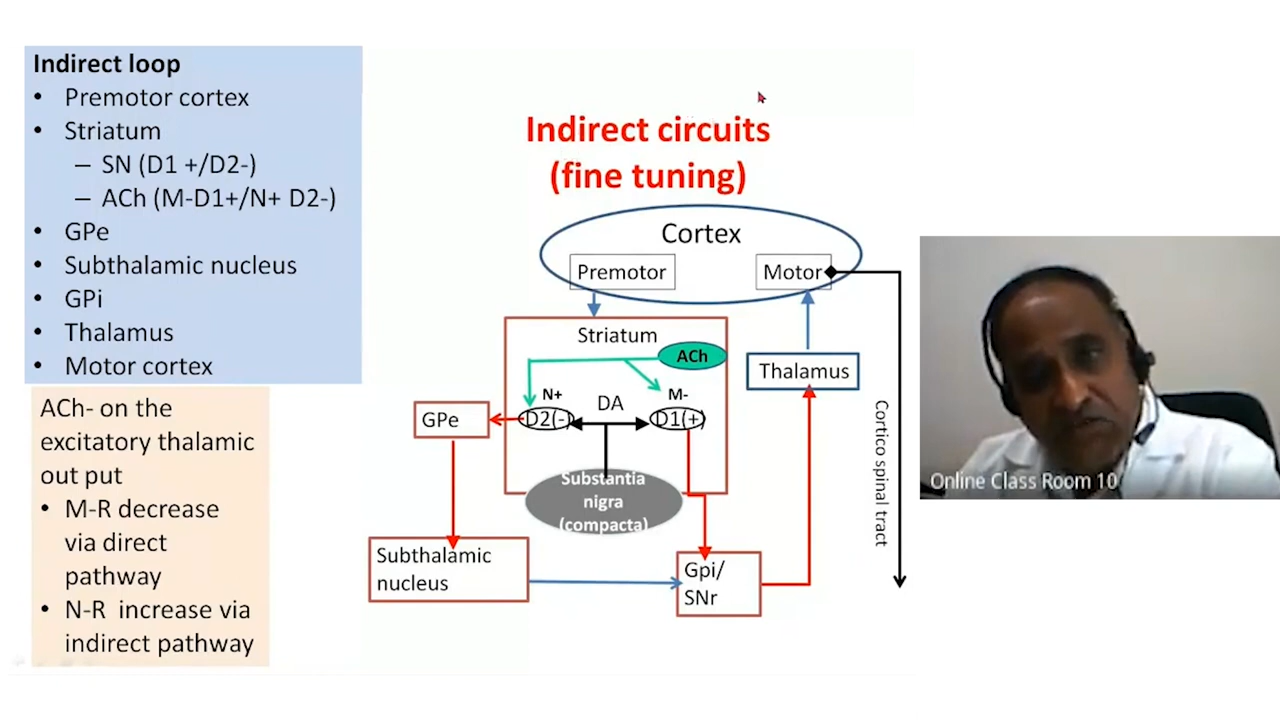 Indirect loop
• Premotor cortex
• Striatum
– SN (D1 +/D2-)
– ACh (M-D1+/N+ D2-)
• GPe
• Subthalamic nucleus
• GPi
• Thalamus
• Motor cortex
ACh- on the
excitatory thalamic
out put
• M-R decrease
via direct
pathway
• N-R increase via
indirect pathway
Indirect circuits
(fine tuning)
Cortex
Premotor
Motor
Striatum
ACh
Thalamus
N+
DA
M-
GPe
D2(-)
D1(+)
Substantia
nigra
(compacta)
Subthalamic
nucleus
Gpi/
SNr
Cortico spinal tract
Online Class Room 10